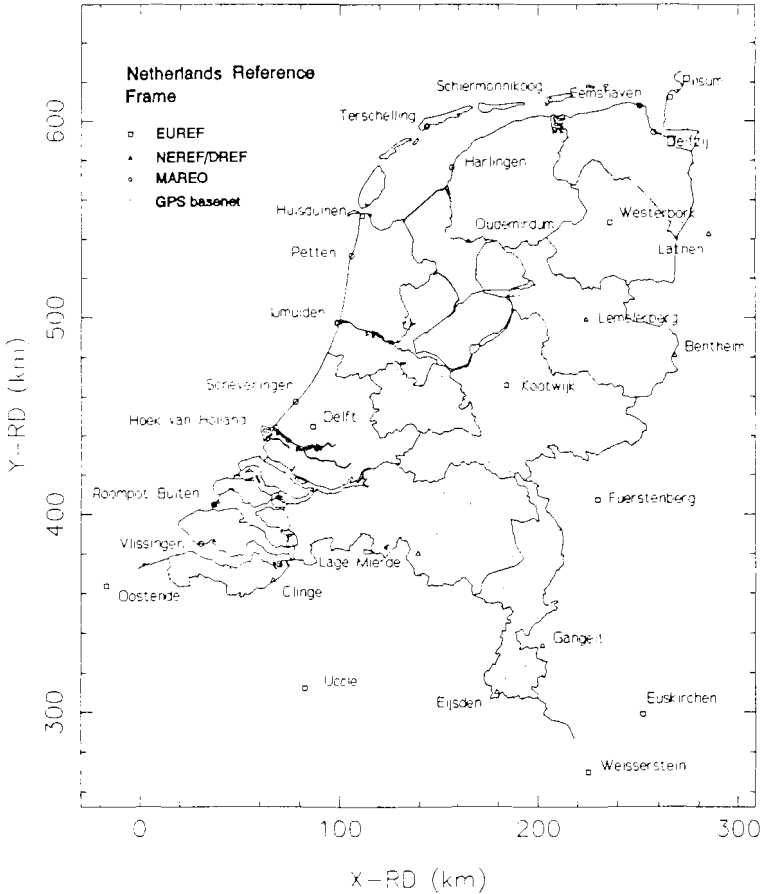 Netherlands Reference
Frame
EUREF
NEREF/DREF
MAREO
GPS basenet
Pilsum
Schiermonnikoog
Eemshaven
Terschelling
Delfzijl
Harlingen
Huisduinen
Oudemirdum
Westerbork
Lathen
Petten
IJmuiden
Lemelerberg
Bentheim
Scheveningen
Kootwijk
Hoek van Holland
Delft
Roompot Buiten
Fuerstenberg
Vlissingen
Lage Mierde
Oostende
Clinge
Gangelt
Uccle
Eijsden
Euskirchen
Weisserstein
600
500
400
300
Y-RD (km)
0
100
200
300
X-RD (km)